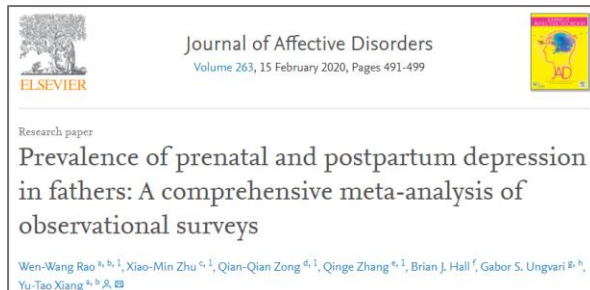 ELSEVIER
Journal of Affective Disorders
Volume 263, 15 February 2020, Pages 491-499
JAD
Research paper
Prevalence of prenatal and postpartum depression
in fathers: A comprehensive meta-analysis of
observational surveys
Wen-Wang Rao a, b, 1, Xiao-Min Zhu c, 1, Qian-Qian Zong d, 1, Qinge Zhang e, 1, Brian J. Hall f, Gabor S. Ungvari g, h,
Yu-Tao Xiang a, b